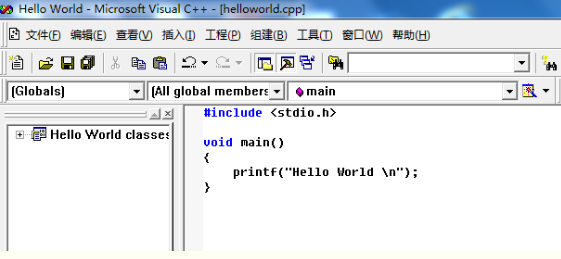 Hello World - Microsoft Visual C++ - [helloworld.cpp]
文件(F) 编辑(E) 查看(V) 插入(I) 工程(P) 组建(B) 工具(T) 窗口(W) 帮助(H)
(Globals) (All global members main
Hello World classes
#include <stdio.h>
void main()
{
printf("Hello World \n");
}